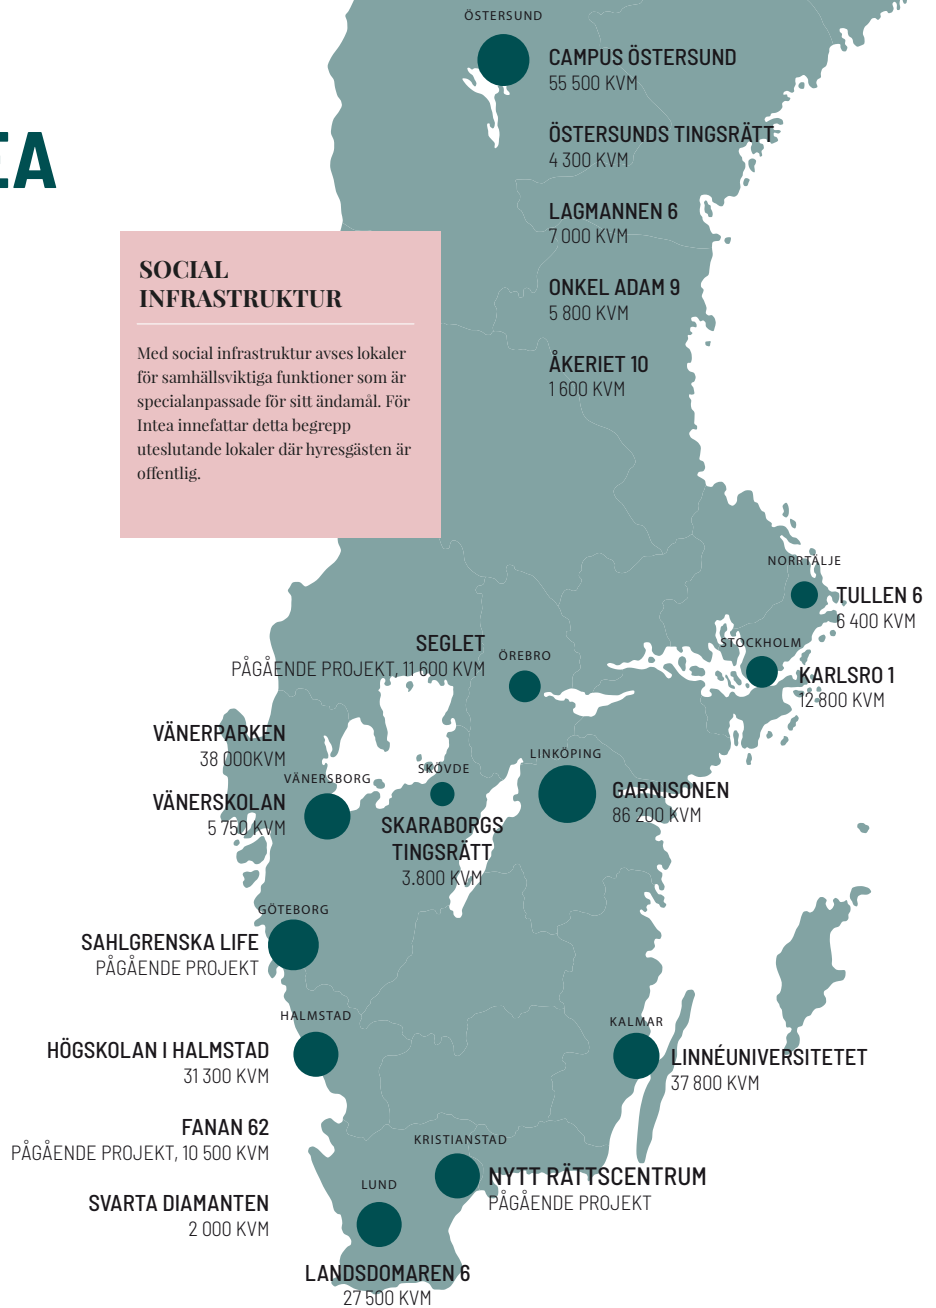 EA
ÖSTERSUND
CAMPUS ÖSTERSUND
55 500 KVM
ÖSTERSUNDS TINGSRÄTT
4 300 KVM
LAGMANNEN 6
7 000 KVM
ONKEL ADAM 9
5 800 KVM
ÅKERIET 10
1 600 KVM
SOCIAL
INFRASTRUKTUR
Med social infrastruktur avses lokaler
för samhällsviktiga funktioner som är
specialanpassade för sitt ändamål. För
Intea innefattar detta begrepp
uteslutande lokaler där hyresgästen är
offentlig.
NORRTÄLJE
TULLEN 6
6 400 KVM
STOCKHOLM
KARLSRO 1
12 800 KVM
SEGLET
PÅGÅENDE PROJEKT, 11 600 KVM
ÖREBRO
VÄNERPARKEN
38 000KVM
VÄNERSBORG
VÄNERSKOLAN
5 750 KVM
SKÖVDE
SKARABORGS
TINGSRÄTT
3.800 KVM
LINKÖPING
GARNISONEN
86 200 KVM
GÖTEBORG
SAHLGRENSKA LIFE
PÅGÅENDE PROJEKT
HALMSTAD
HÖGSKOLAN I HALMSTAD
31 300 KVM
FANAN 62
PÅGÅENDE PROJEKT, 10 500 KVM
SVARTA DIAMANTEN
2 000 KVM
KALMAR
LINNÉUNIVERSITETET
37 800 KVM
KRISTIANSTAD
NYTT RÄTTSCENTRUM
PÅGÅENDE PROJEKT
LUND
LANDSDOMAREN 6
27 500 KVM